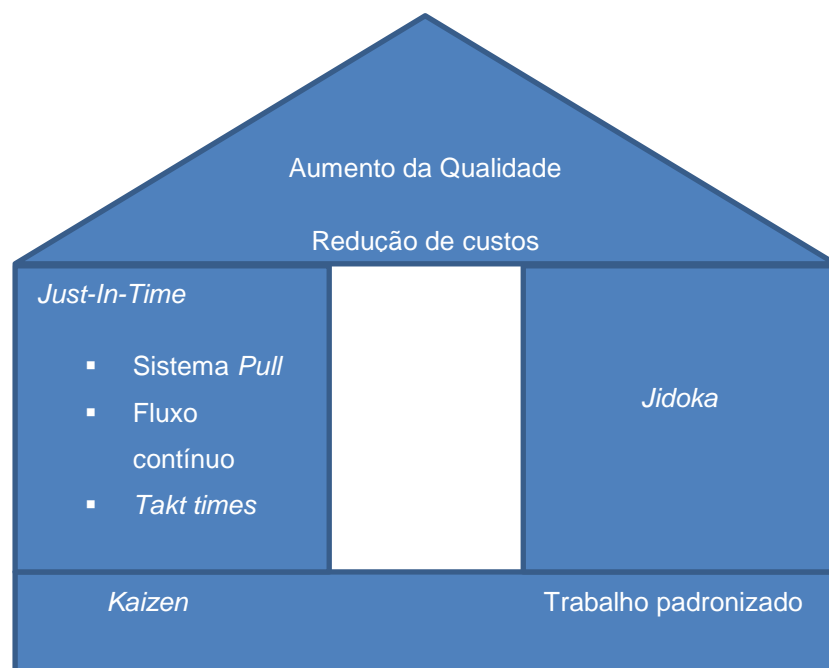 Aumento da Qualidade
Redução de custos
Just-In-Time
▪ Sistema Pull
▪ Fluxo
contínuo
▪ Takt times
Jidoka
Kaizen
Trabalho padronizado